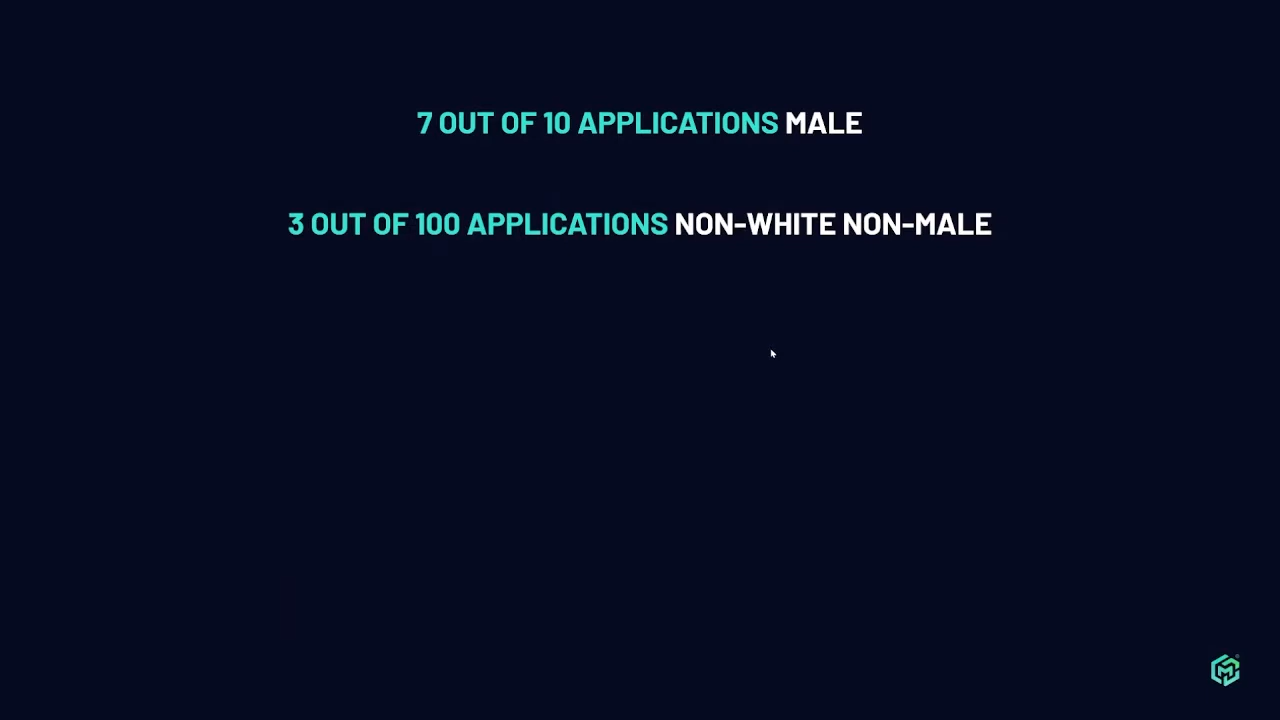 7 OUT OF 10 APPLICATIONS MALE
3 OUT OF 100 APPLICATIONS NON-WHITE NON-MALE